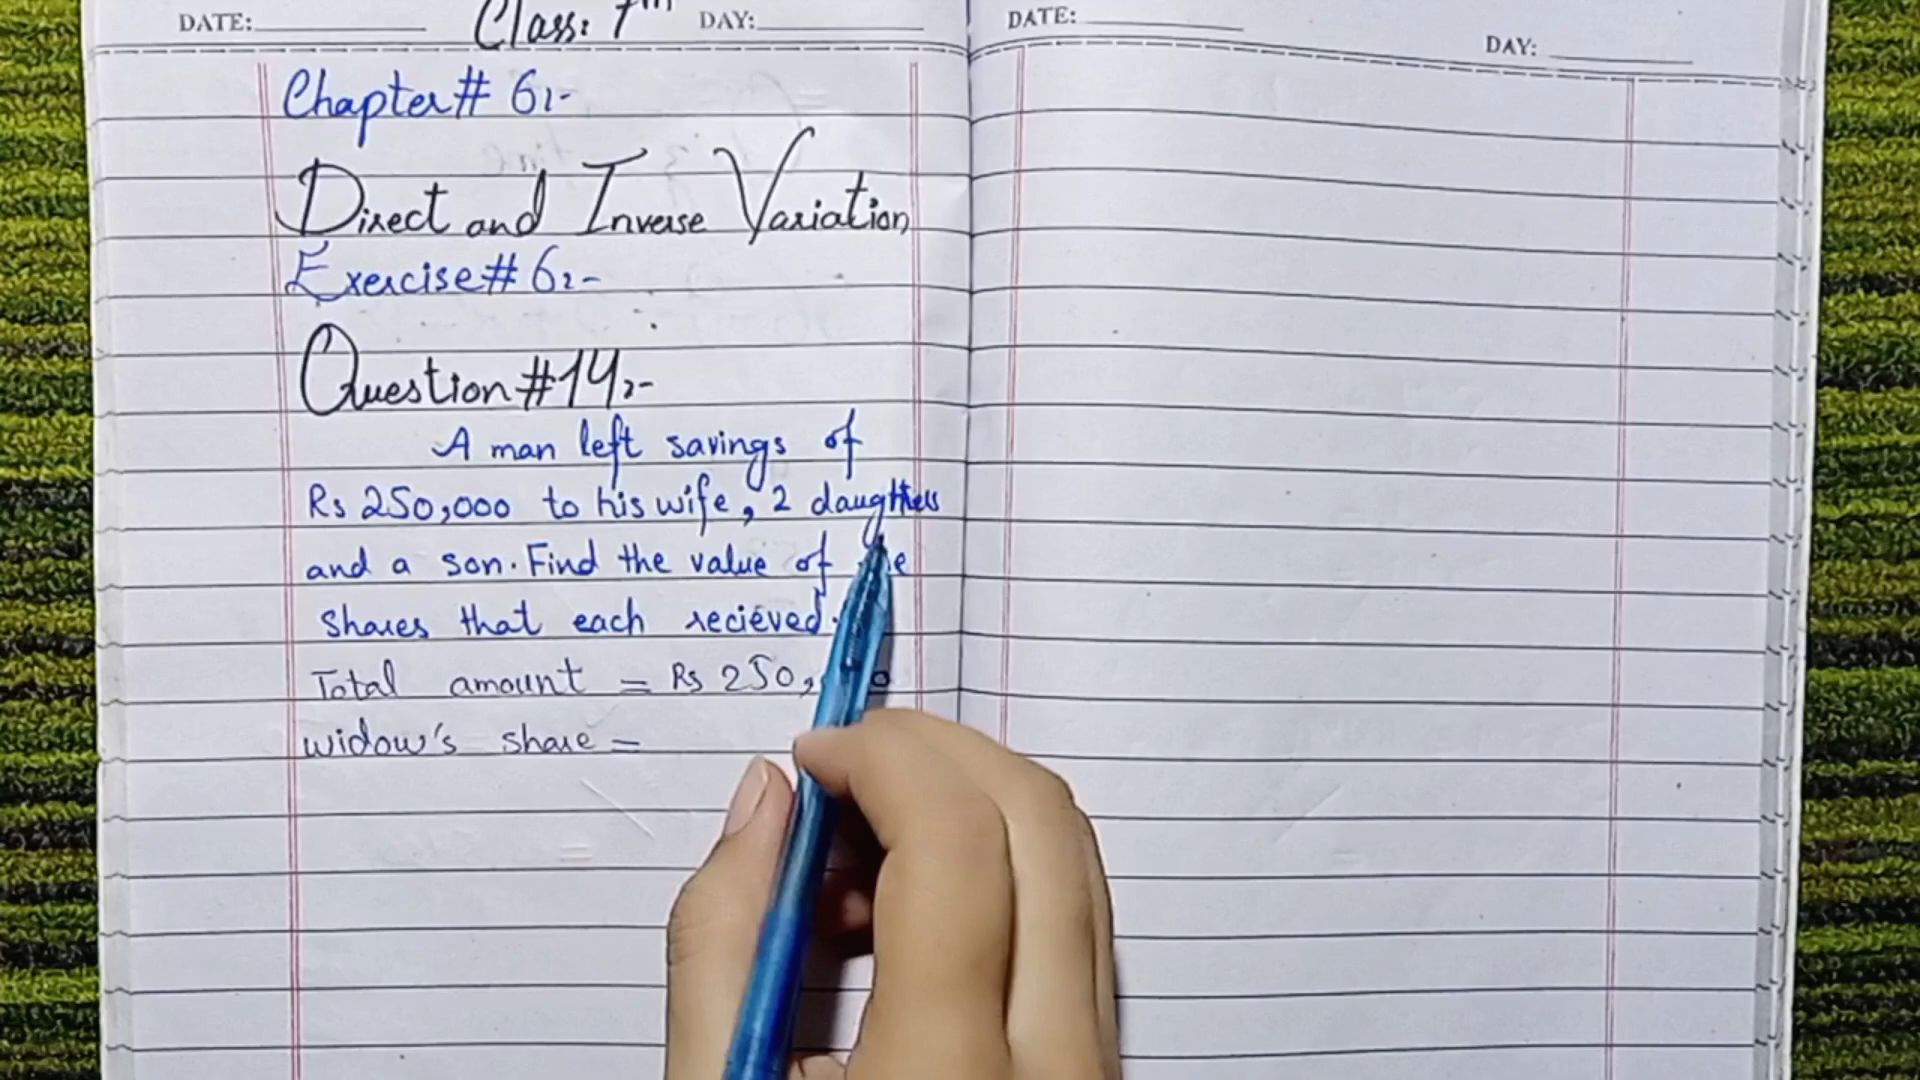 DATE: Class: 7th DAY: DATE: DAY:
Chapter# 6:-
Direct and Inverse Variation
Exercise# 6:-
Question#14:-
A man left savings of
Rs 250,000 to his wife, 2 daughters
and a son. Find the value of
shares that each recieved.
Total amount = Rs 250,
widow's share =